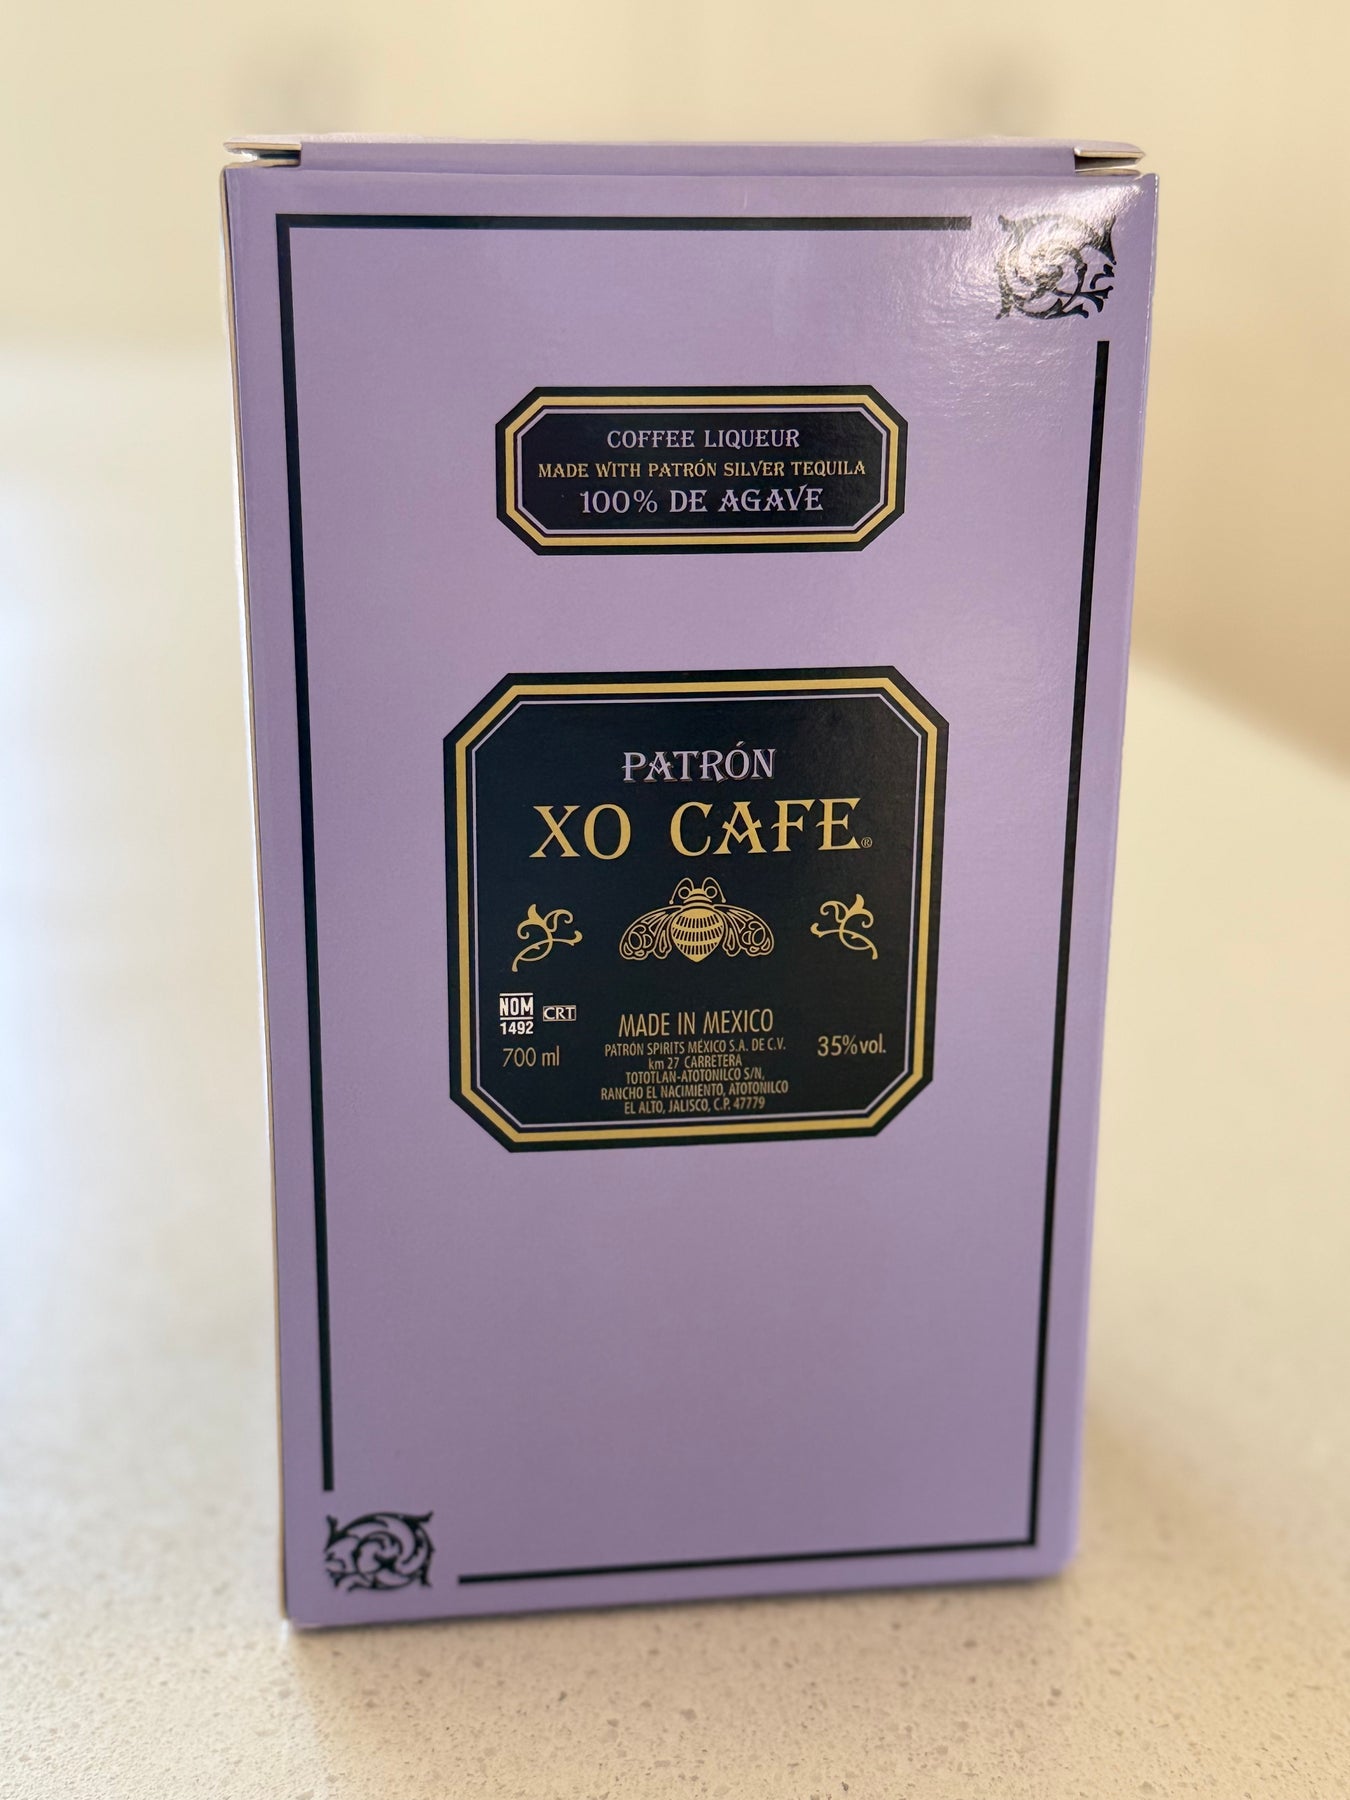 COFFEE LIQUEUR
MADE WITH PATRÓN SILVER TEQUILA
100% DE AGAVE
PATRÓN
XO CAFE®
NOM
1492
CRT
700 ml
MADE IN MEXICO
PATRÓN SPIRITS MÉXICO S.A. DE C.V.
km 27 CARRETERA
TOTOTLAN-ATOTONILCO S/N,
RANCHO EL NACIMIENTO, ATOTONILCO
EL ALTO, JALISCO, C.P. 47779
35%vol.